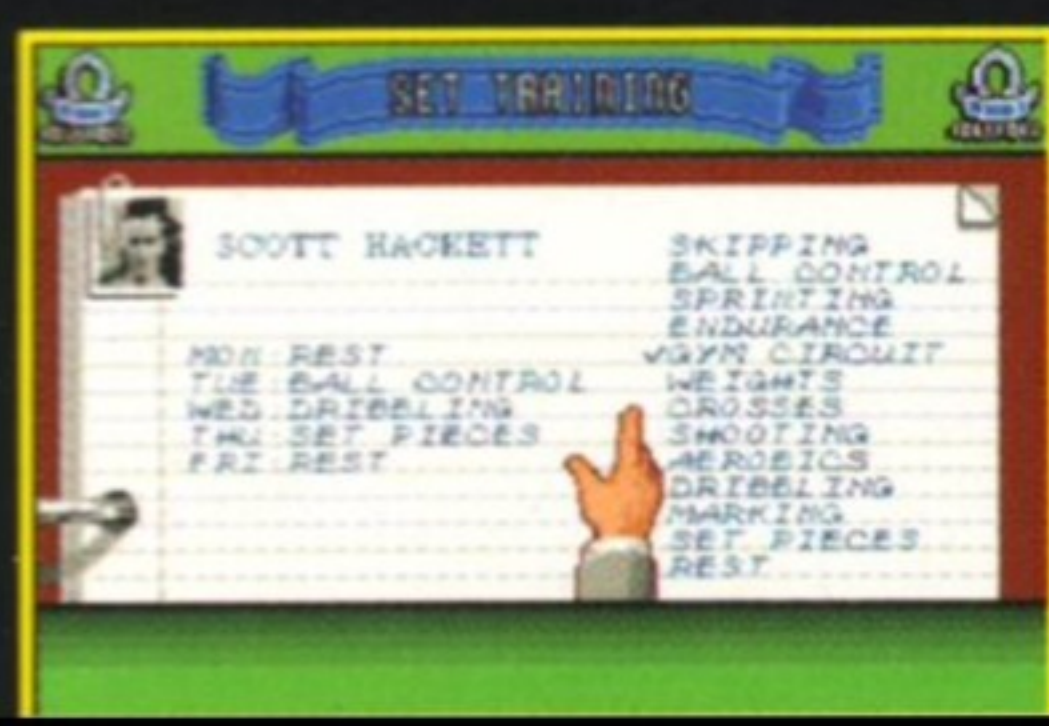 SET TRAINING
SCOTT HACKETT
MON: REST
TUE: BALL CONTROL
WED: DRIBBLING
THU: SET PIECES
FRI: REST
SKIPPING
BALL CONTROL
SPRINTING
ENDURANCE
✓GYM CIRCUIT
WEIGHTS
CROSSES
SHOOTING
AEROBICS
DRIBBLING
MARKING
SET PIECES
REST